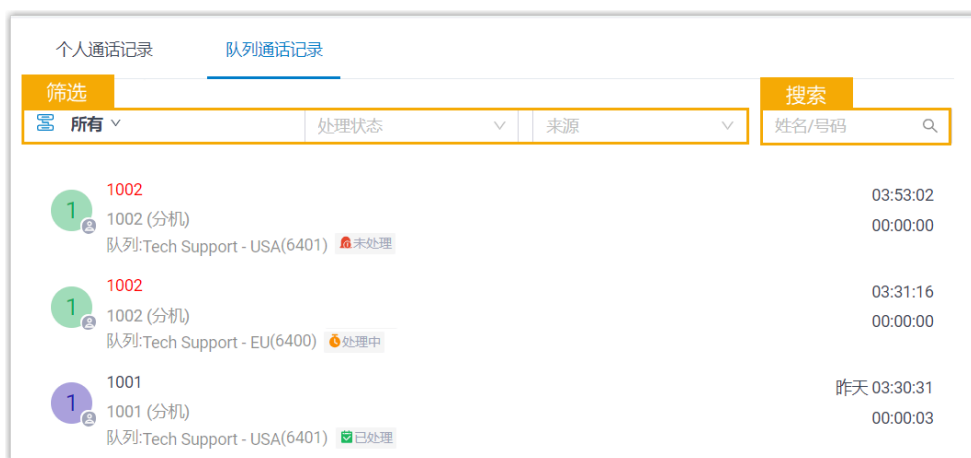 个人通话记录 队列通话记录
筛选 搜索
所有 处理状态 来源 姓名/号码
1002 03:53:02
1 1002 (分机) 00:00:00
队列:Tech Support - USA(6401) 未处理
1002 03:31:16
1 1002 (分机) 00:00:00
队列:Tech Support - EU(6400) 处理中
1001 昨天 03:30:31
1 1001 (分机) 00:00:03
队列:Tech Support - USA(6401) 已处理